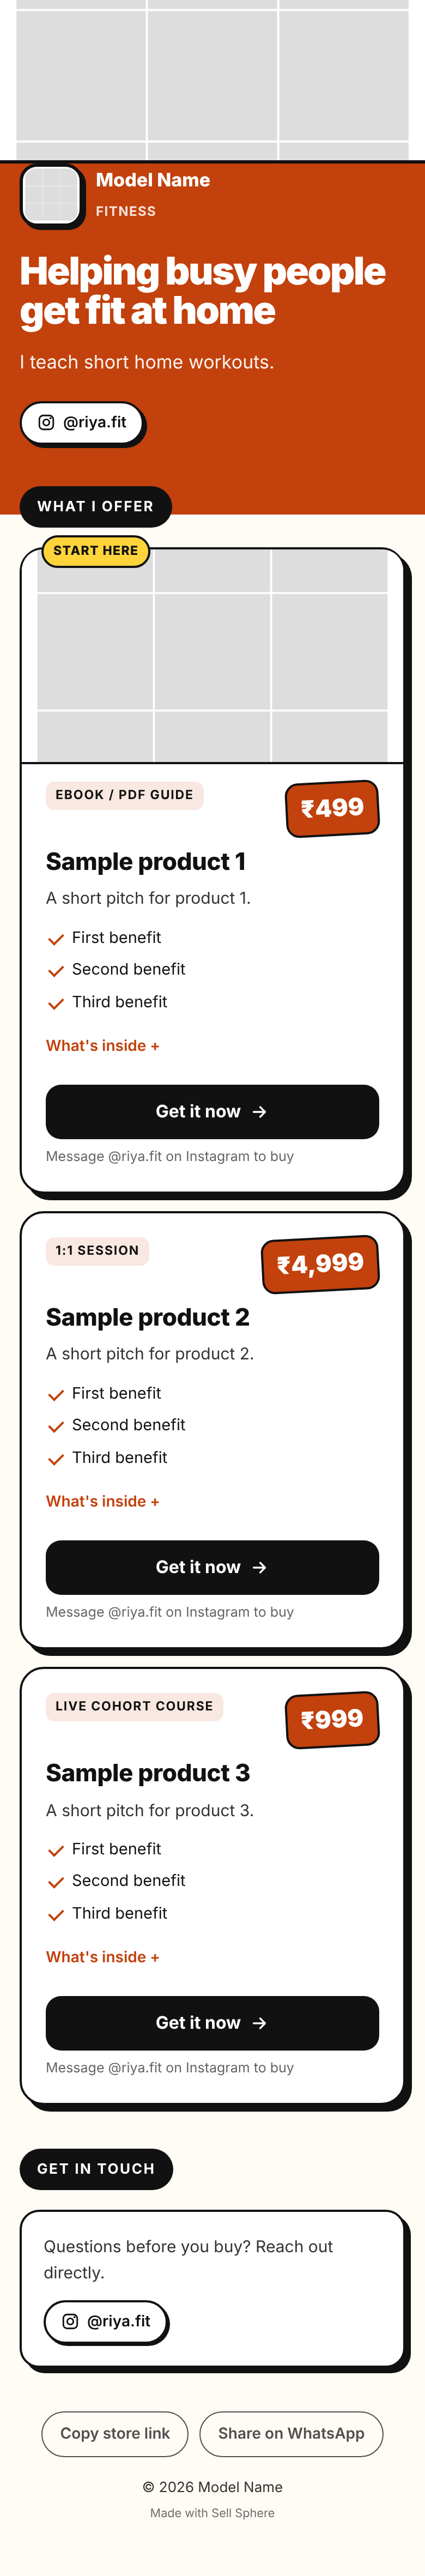 Model Name
FITNESS
Helping busy people
get fit at home
I teach short home workouts.
@riya.fit
WHAT I OFFER
START HERE
EBOOK / PDF GUIDE
₹499
Sample product 1
A short pitch for product 1.
First benefit
Second benefit
Third benefit
What's inside +
Get it now →
Message @riya.fit on Instagram to buy
1:1 SESSION
₹4,999
Sample product 2
A short pitch for product 2.
First benefit
Second benefit
Third benefit
What's inside +
Get it now →
Message @riya.fit on Instagram to buy
LIVE COHORT COURSE
₹999
Sample product 3
A short pitch for product 3.
First benefit
Second benefit
Third benefit
What's inside +
Get it now →
Message @riya.fit on Instagram to buy
GET IN TOUCH
Questions before you buy? Reach out
directly.
@riya.fit
Copy store link
Share on WhatsApp
© 2026 Model Name
Made with Sell Sphere